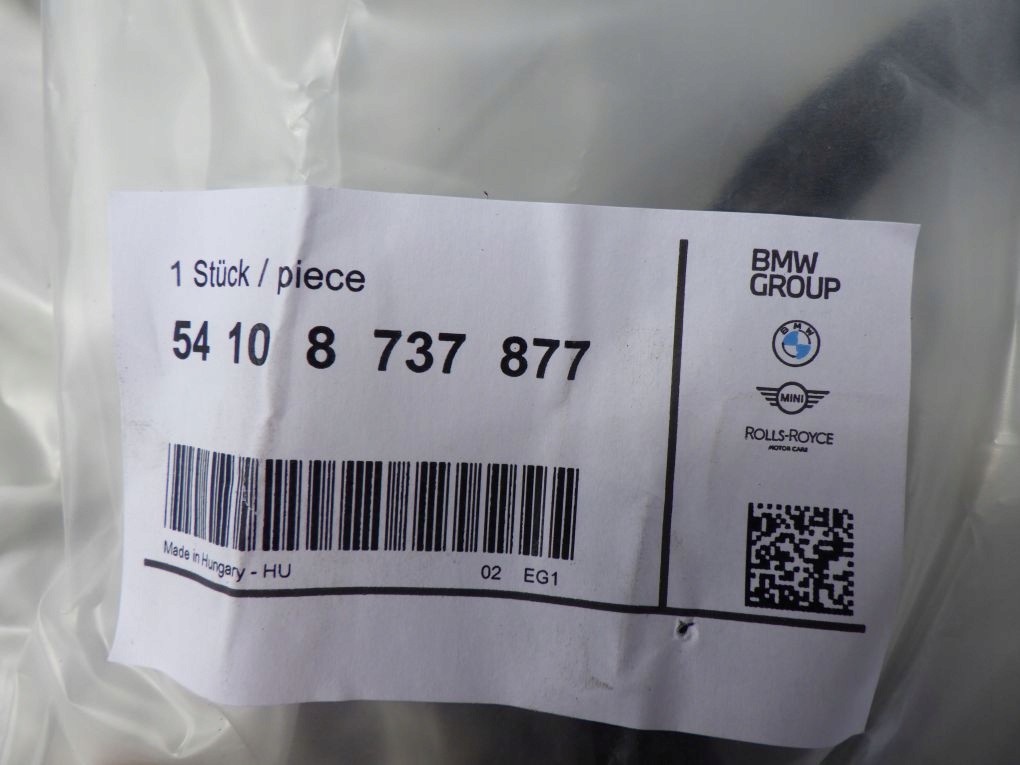 1 Stück / piece
54 10 8 737 877
Made in Hungary - HU
02 EG1
BMW
GROUP
BMW
MINI
ROLLS-ROYCE
MOTOR CARS